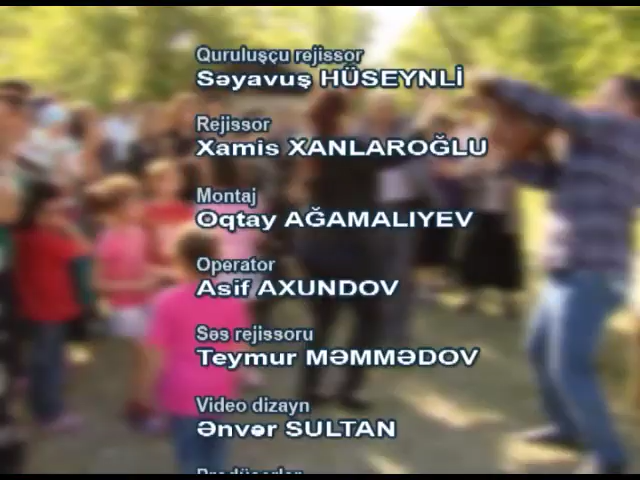 Quruluşçu rejissor
Səyavuş HÜSEYNLİ
Rejissor
Xamis XANLAROĞLU
Montaj
Oqtay AĞAMALIYEV
Operator
Asif AXUNDOV
Səs rejissoru
Teymur MƏMMƏDOV
Video dizayn
Ənvər SULTAN